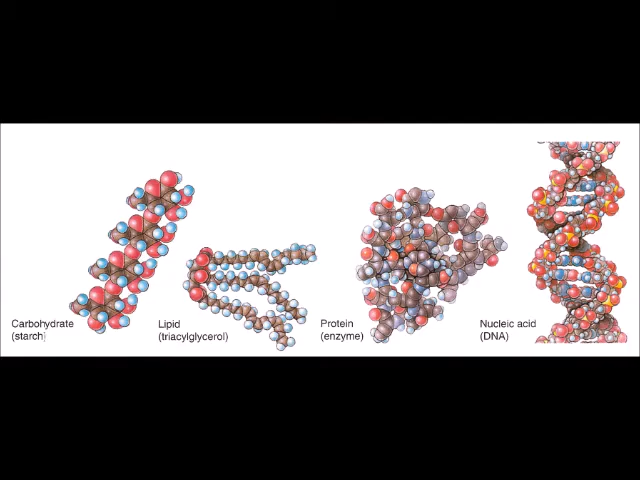 Carbohydrate
(starch)
Lipid
(triacylglycerol)
Protein
(enzyme)
Nucleic acid
(DNA)